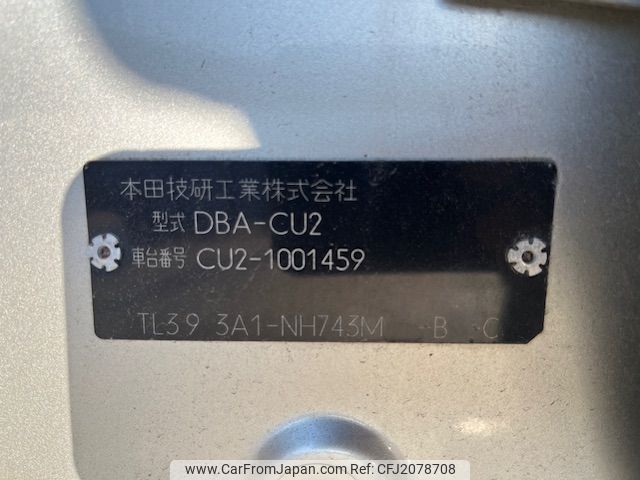 本田技研工業株式会社
型式 DBA-CU2
車台番号 CU2-1001459
TL39 3A1-NH743M B C
www.CarFromJapan.com | Ref No: CFJ2078708